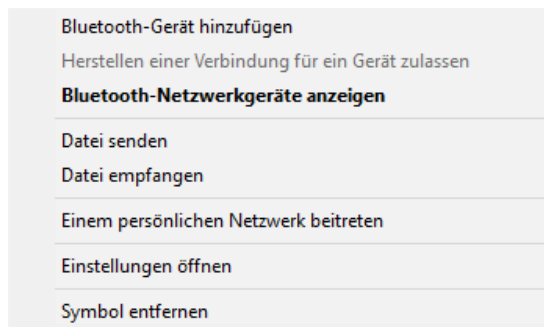 Bluetooth-Gerät hinzufügen
Herstellen einer Verbindung für ein Gerät zulassen
Bluetooth-Netzwerkgeräte anzeigen
Datei senden
Datei empfangen
Einem persönlichen Netzwerk beitreten
Einstellungen öffnen
Symbol entfernen